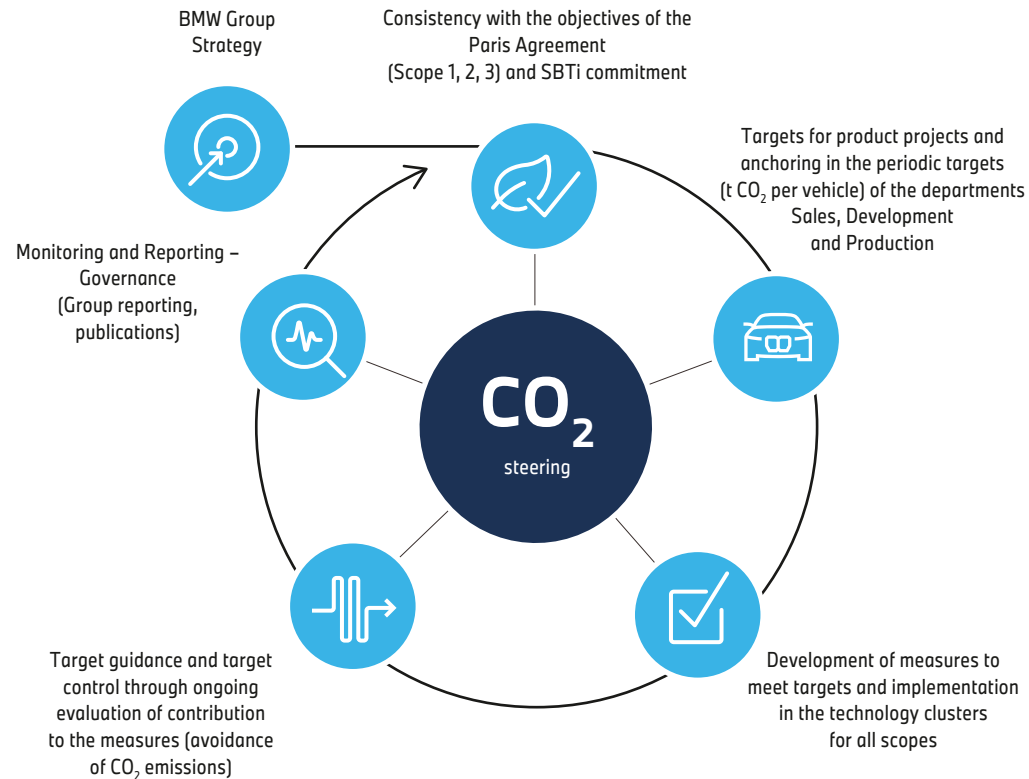 BMW Group
Strategy
Consistency with the objectives of the
Paris Agreement
(Scope 1, 2, 3) and SBTi commitment
Targets for product projects and
anchoring in the periodic targets
(t CO₂ per vehicle) of the departments
Sales, Development
and Production
Monitoring and Reporting –
Governance
(Group reporting,
publications)
CO₂
steering
Target guidance and target
control through ongoing
evaluation of contribution
to the measures (avoidance
of CO₂ emissions)
Development of measures to
meet targets and implementation
in the technology clusters
for all scopes